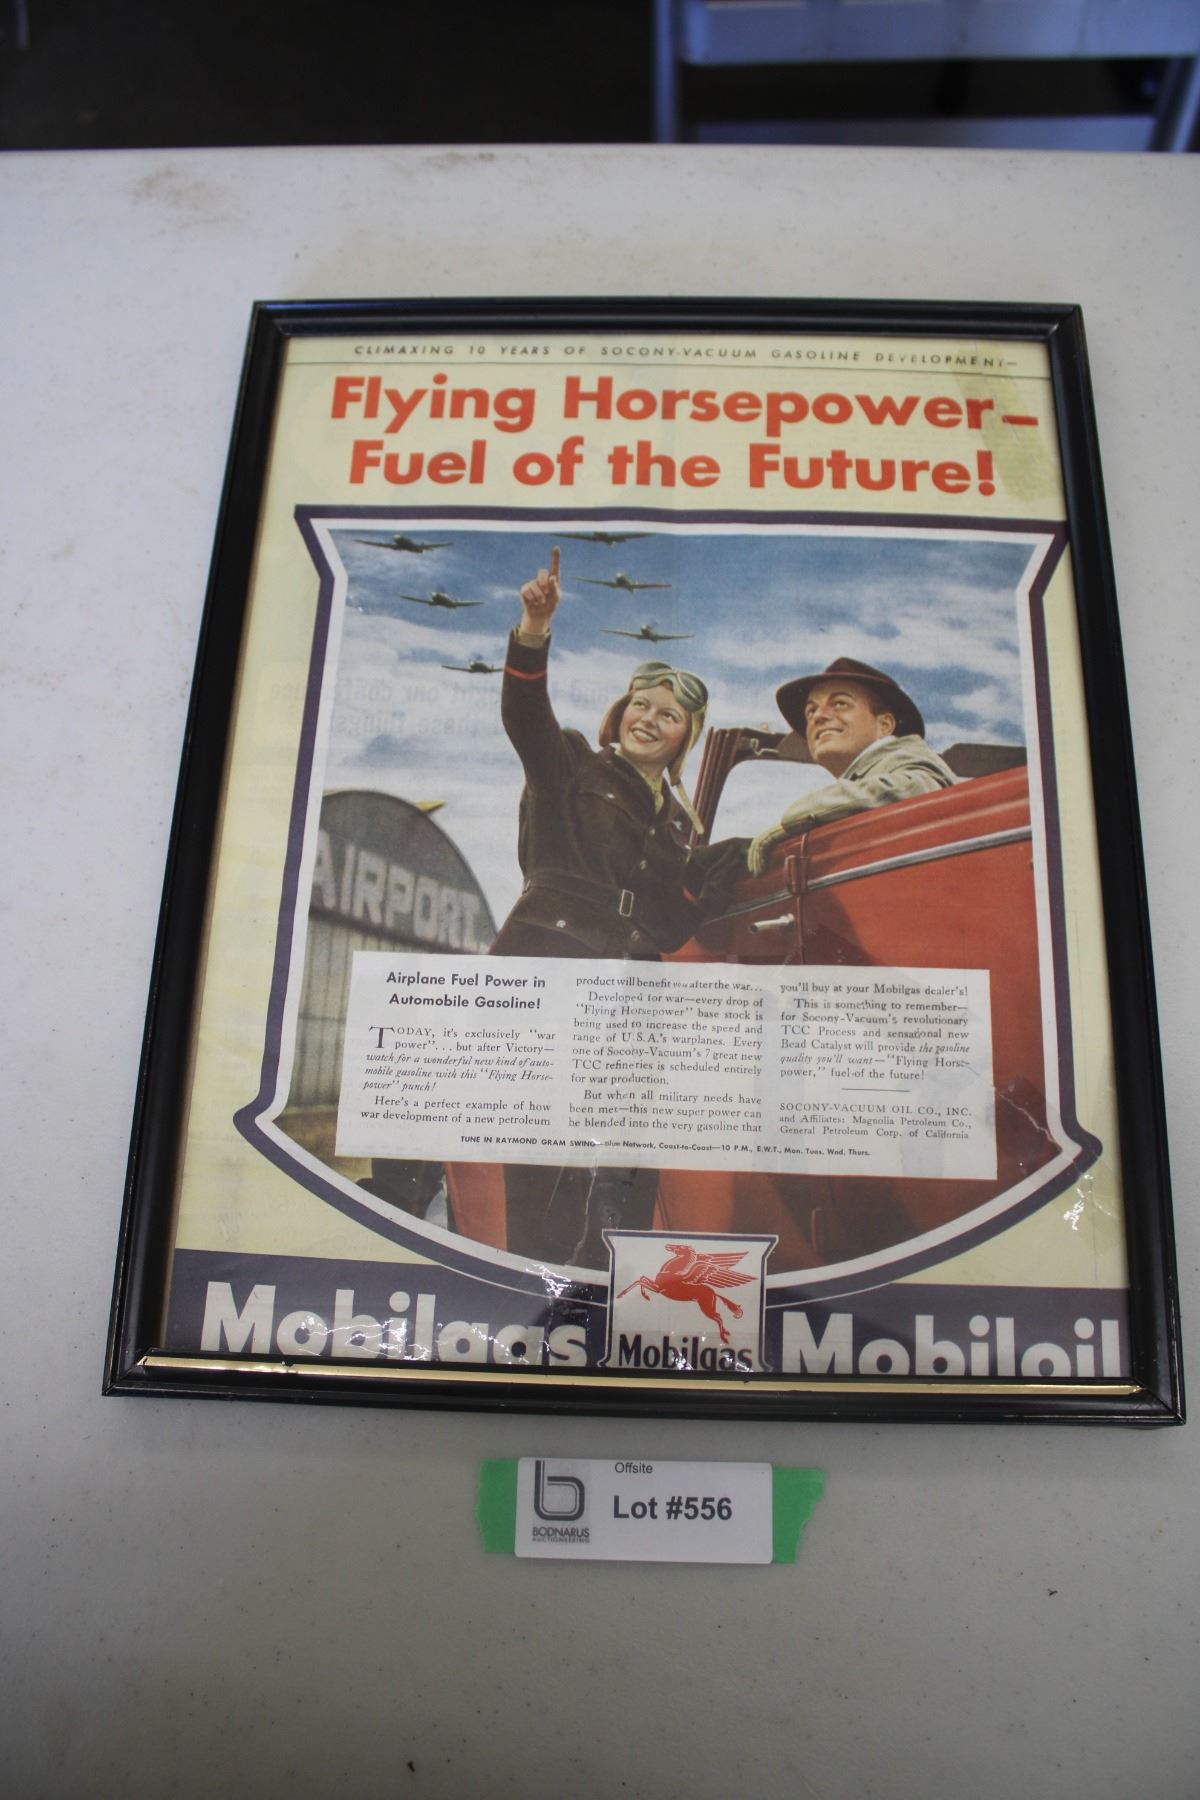 CLIMAXING 10 YEARS OF SOCONY-VACUUM GASOLINE DEVELOPMENT—
Flying Horsepower—
Fuel of the Future!
AIRPORT
Airplane Fuel Power in
Automobile Gasoline!
TODAY, it's exclusively "war
power"... but after Victory—
watch for a wonderful new kind of auto-
mobile gasoline with this "Flying Horse-
power" punch!
Here's a perfect example of how
war development of a new petroleum
product will benefit you after the war...
Developed for war—every drop of
"Flying Horsepower" base stock is
being used to increase the speed and
range of U.S.A.'s warplanes. Every
one of Socony-Vacuum's 7 great new
TCC refineries is scheduled entirely
for war production.
But when all military needs have
been met—this new super power can
be blended into the very gasoline that
you'll buy at your Mobilgas dealer's!
This is something to remember—
for Socony-Vacuum's revolutionary
TCC Process and sensational new
Bead Catalyst will provide the gasoline
quality you'll want—"Flying Horse-
power," fuel of the future!
SOCONY-VACUUM OIL CO., INC.
and Affiliates: Magnolia Petroleum Co.,
General Petroleum Corp. of California
TUNE IN RAYMOND GRAM SWING—Blue Network, Coast-to-Coast—10 P.M., E.W.T., Mon. Tues. Wed. Thurs.
Mobilgas Mobilgas Mobiloil
Offsite
Lot #556
BODNARUS
AUCTIONEERING